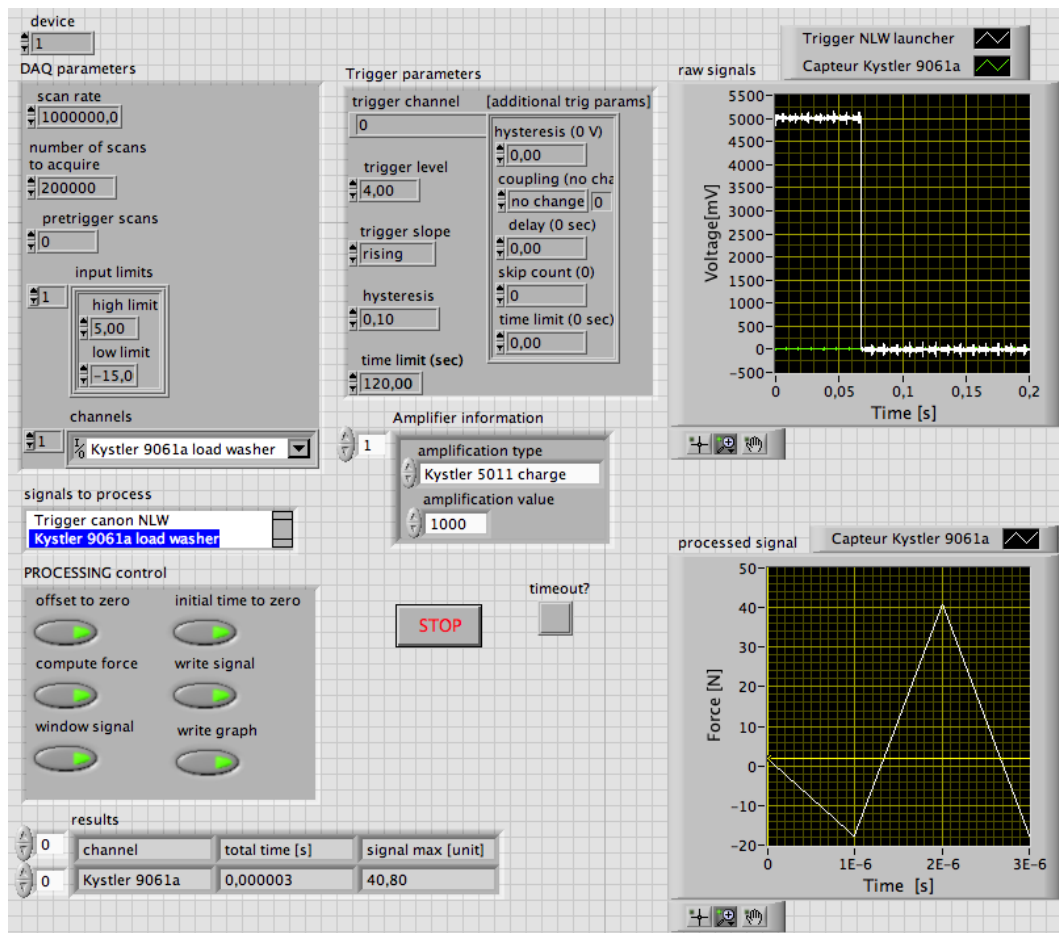 device
1
DAQ parameters
scan rate
1000000,0
number of scans
to acquire
200000
pretrigger scans
0
input limits
1
high limit
5,00
low limit
-15,0
channels
1
I/O Kystler 9061a load washer
Trigger parameters
trigger channel
0
trigger level
4,00
trigger slope
rising
hysteresis
0,10
time limit (sec)
120,00
[additional trig params]
hysteresis (0 V)
0,00
coupling (no cha
no change 0
delay (0 sec)
0,00
skip count (0)
0
time limit (0 sec)
0,00
Trigger NLW launcher
Capteur Kystler 9061a
raw signals
5500
5000
4500
4000
3500
3000
2500
2000
1500
1000
500
0
-500
Voltage[mV]
0 0,05 0,1 0,15 0,2
Time [s]
Amplifier information
1
amplification type
Kystler 5011 charge
amplification value
1000
signals to process
Trigger canon NLW
Kystler 9061a load washer
PROCESSING control
offset to zero
initial time to zero
compute force
write signal
window signal
write graph
STOP
timeout?
processed signal
Capteur Kystler 9061a
50
40
30
20
10
0
-10
-20
Force [N]
0 1E-6 2E-6 3E-6
Time [s]
results
0
channel total time [s] signal max [unit]
0
Kystler 9061a 0,000003 40,80